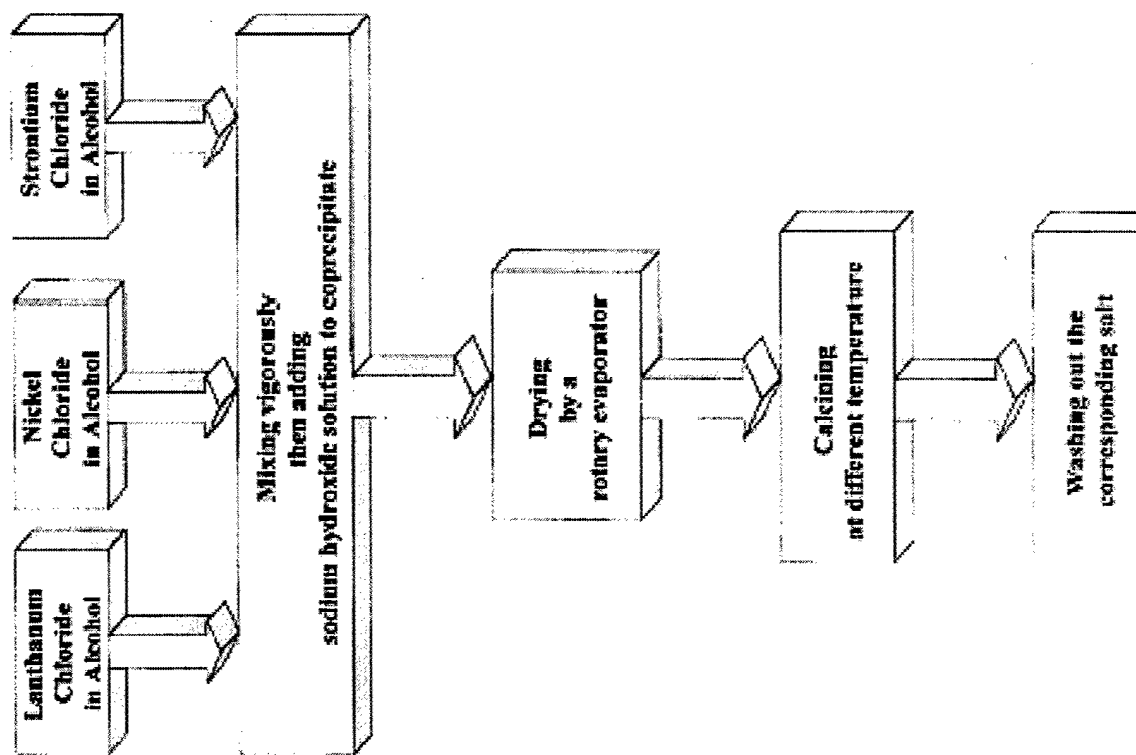 Lanthanum
Chloride
in Alcohol
Nickel
Chloride
in Alcohol
Strontium
Chloride
in Alcohol
Mixing vigorously
then adding
sodium hydroxide solution to coprecipitate
Drying
by a
rotary evaporator
Calcining
at different temperature
Washing out the
corresponding salt